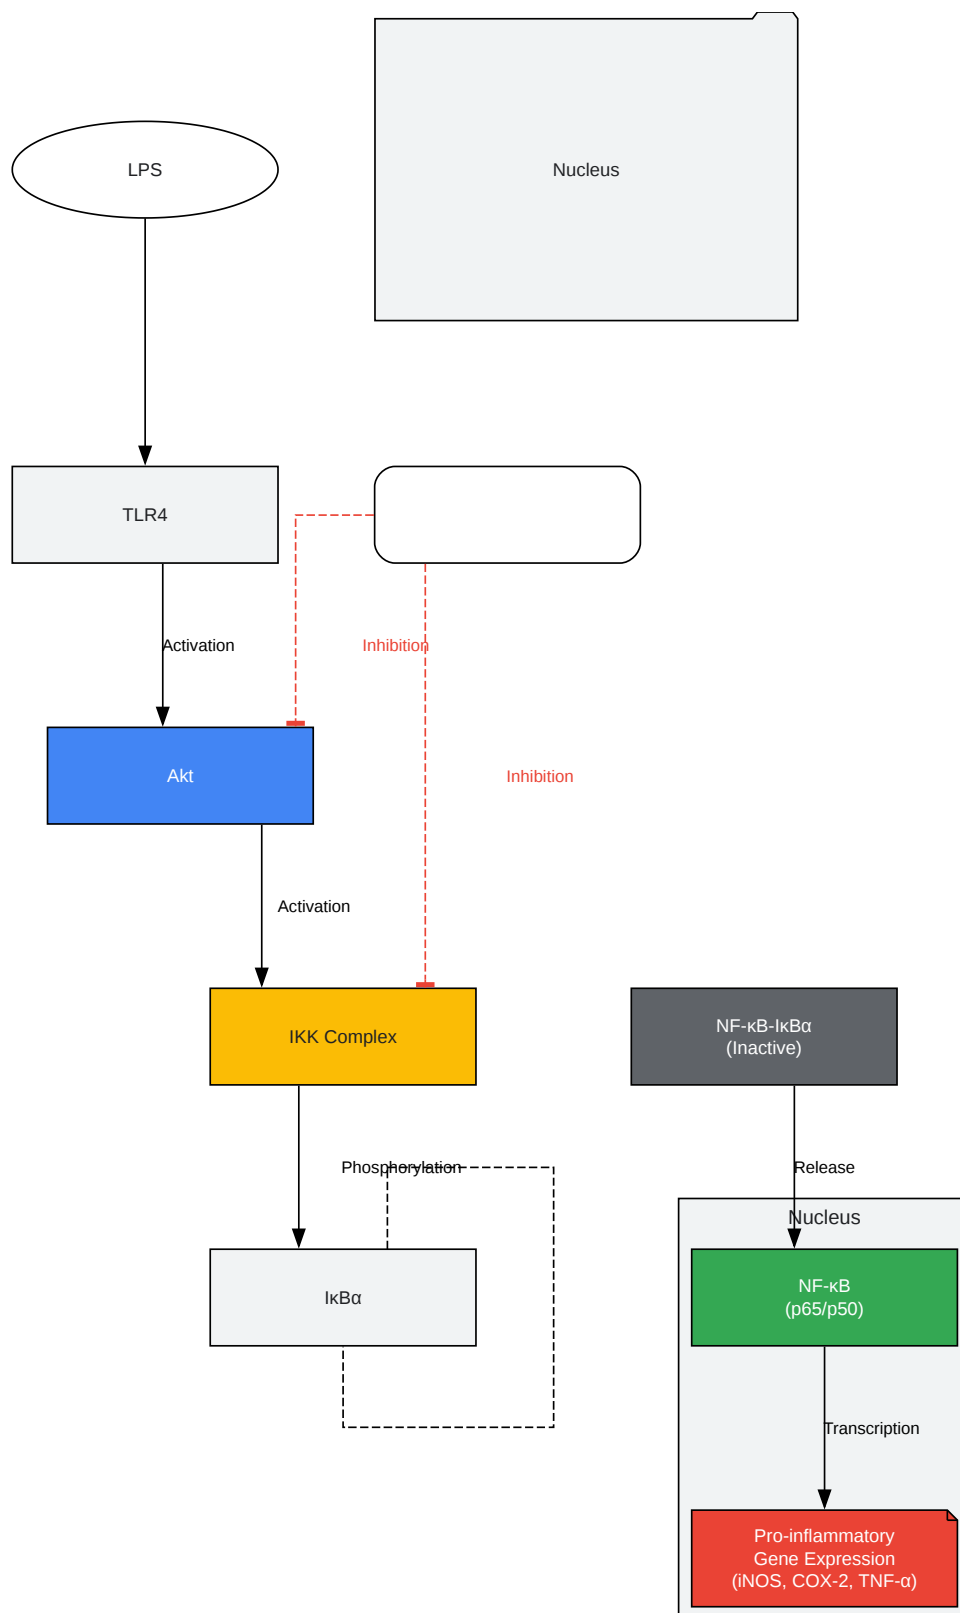 LPS
Nucleus
TLR4
Activation
Inhibition
Akt
Inhibition
Activation
IKK Complex
NF-κB-IκBα
(Inactive)
Phosphorylation
Release
Nucleus
IκBα
NF-κB
(p65/p50)
Transcription
Pro-inflammatory
Gene Expression
(iNOS, COX-2, TNF-α)